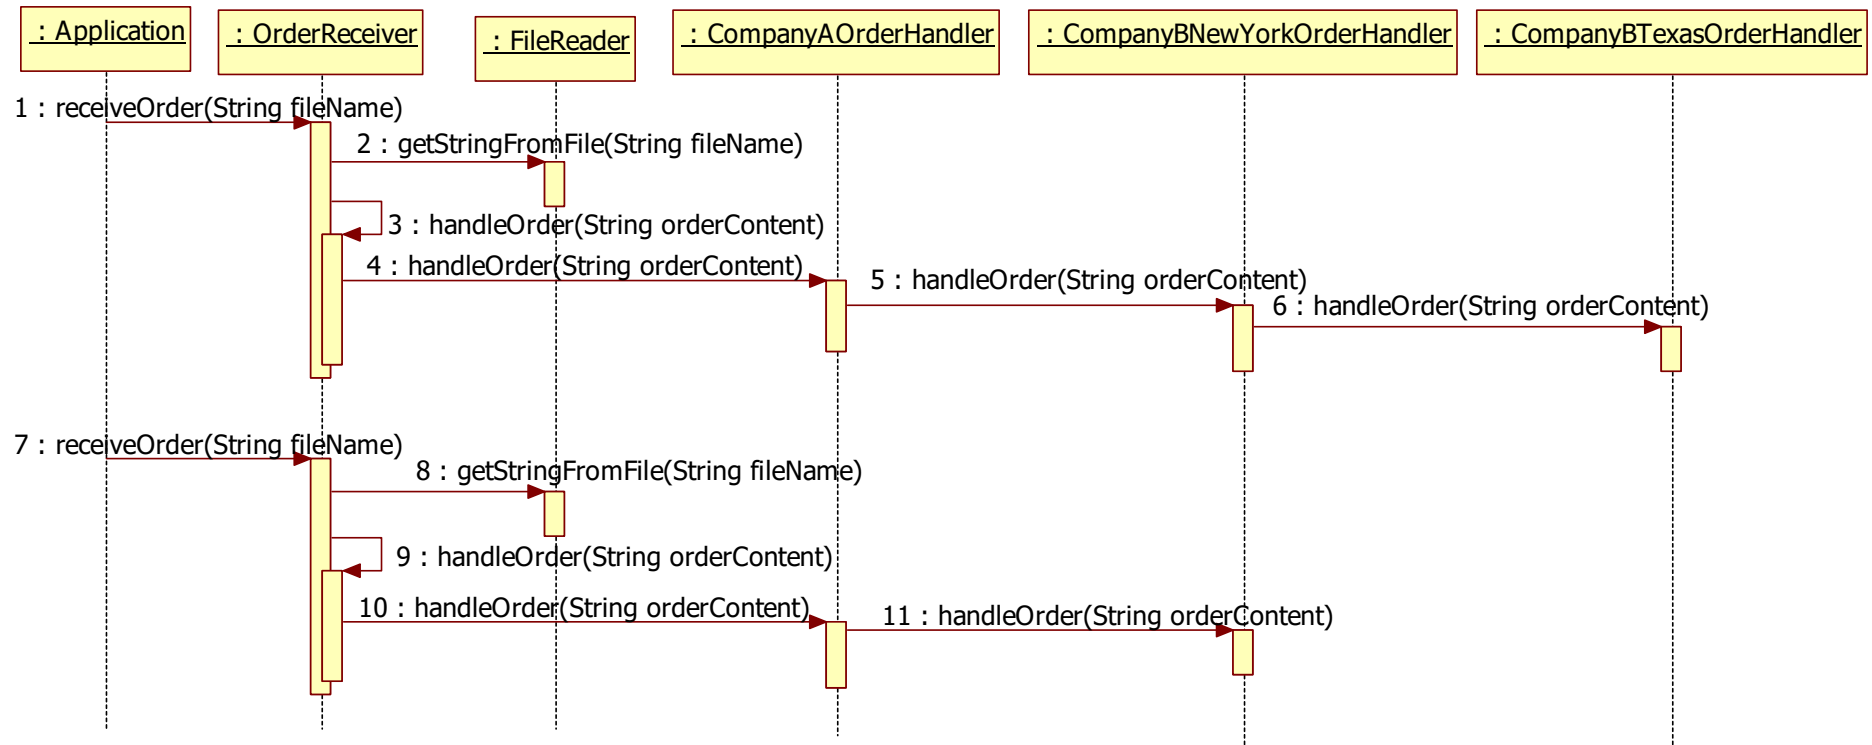 : Application
: OrderReceiver
: FileReader
: CompanyAOrderHandler
: CompanyBNewYorkOrderHandler
: CompanyBTexasOrderHandler
1 : receiveOrder(String fileName)
2 : getStringFromFile(String fileName)
3 : handleOrder(String orderContent)
4 : handleOrder(String orderContent)
5 : handleOrder(String orderContent)
6 : handleOrder(String orderContent)
7 : receiveOrder(String fileName)
8 : getStringFromFile(String fileName)
9 : handleOrder(String orderContent)
10 : handleOrder(String orderContent)
11 : handleOrder(String orderContent)